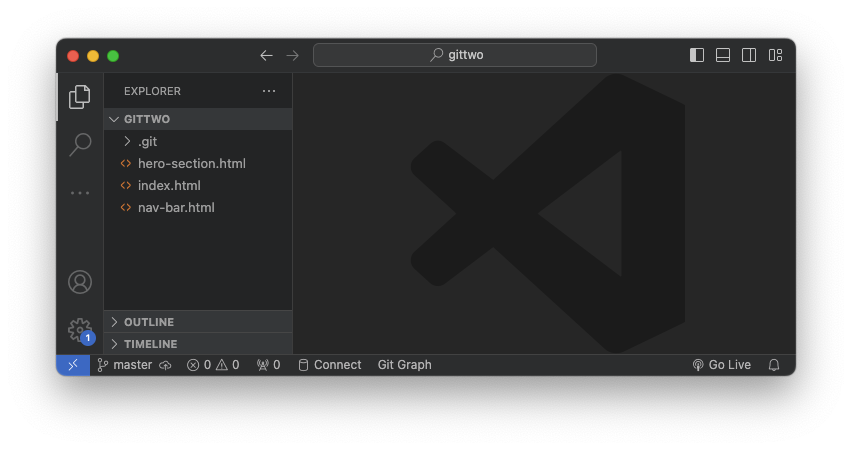 gittwo
EXPLORER
GITTWO
.git
hero-section.html
index.html
nav-bar.html
OUTLINE
TIMELINE
1
master 0 0 0 Connect Git Graph Go Live